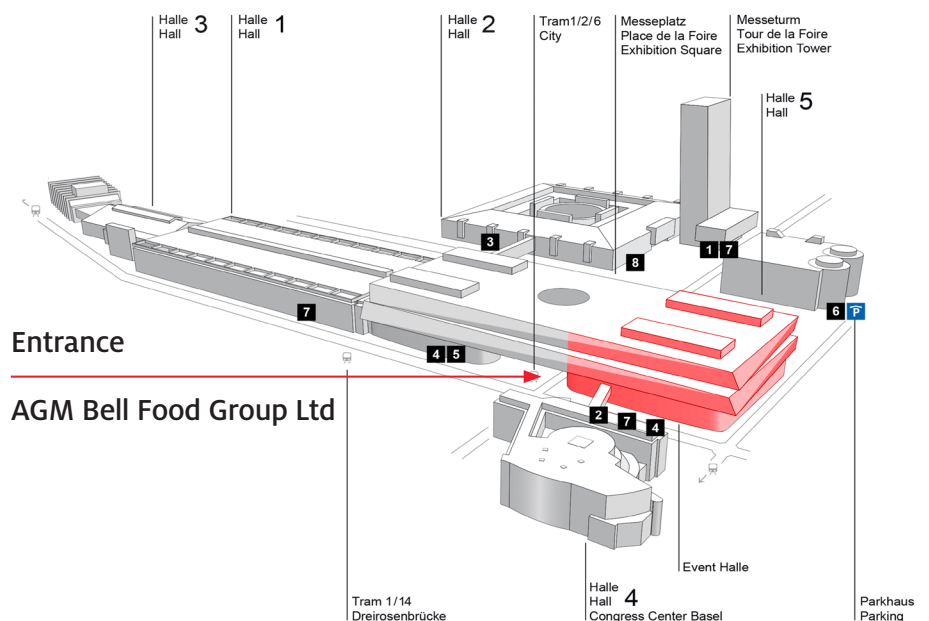 Halle
Hall 3
Halle
Hall 1
Halle
Hall 2
Tram1/2/6
City
Messeplatz
Place de la Foire
Exhibition Square
Messeturm
Tour de la Foire
Exhibition Tower
Halle
Hall 5
3
8
1 7
6 P
7
4 5
Entrance
AGM Bell Food Group Ltd
2 7 4
Event Halle
Tram 1/14
Dreirosenbrücke
Halle
Hall 4
Congress Center Basel
Parkhaus
Parking